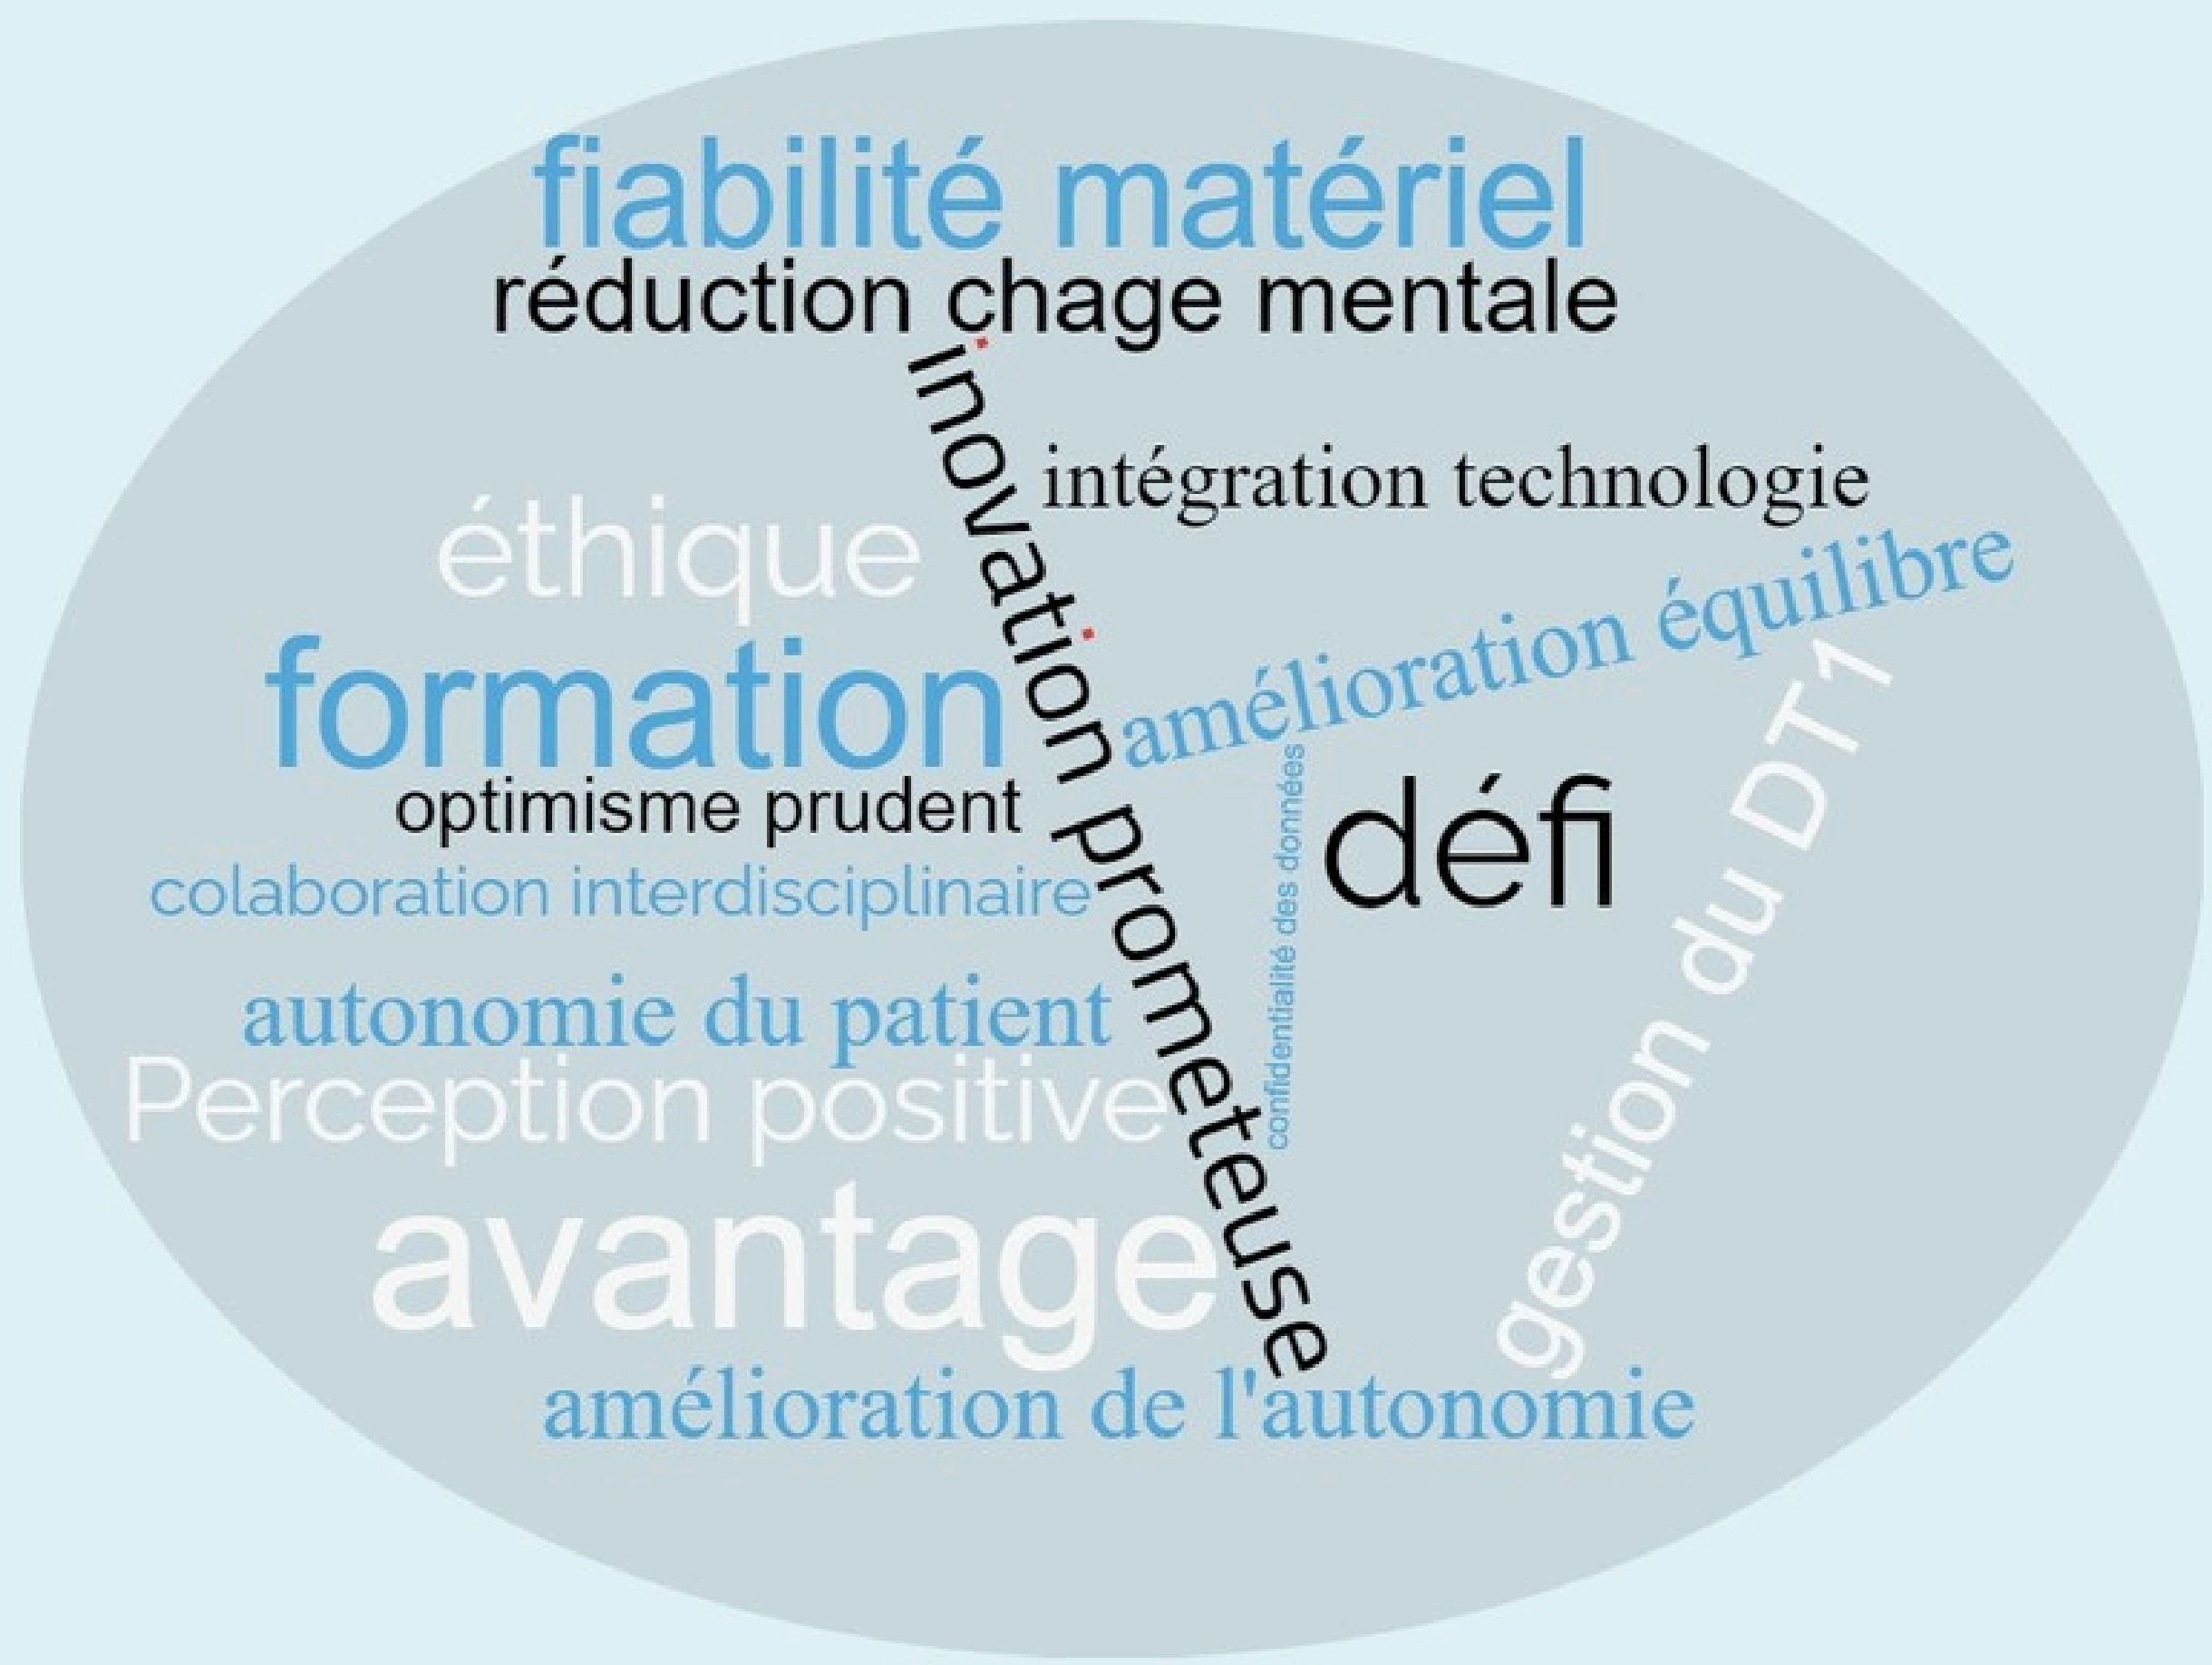 fiabilité matériel
réduction chage mentale
inovation prometeuse
intégration technologie
éthique
amélioration équilibre
formation
gestion du DT1
optimisme prudent
confidentialité des données
défi
colaboration interdisciplinaire
autonomie du patient
Perception positive
avantage
amélioration de l'autonomie